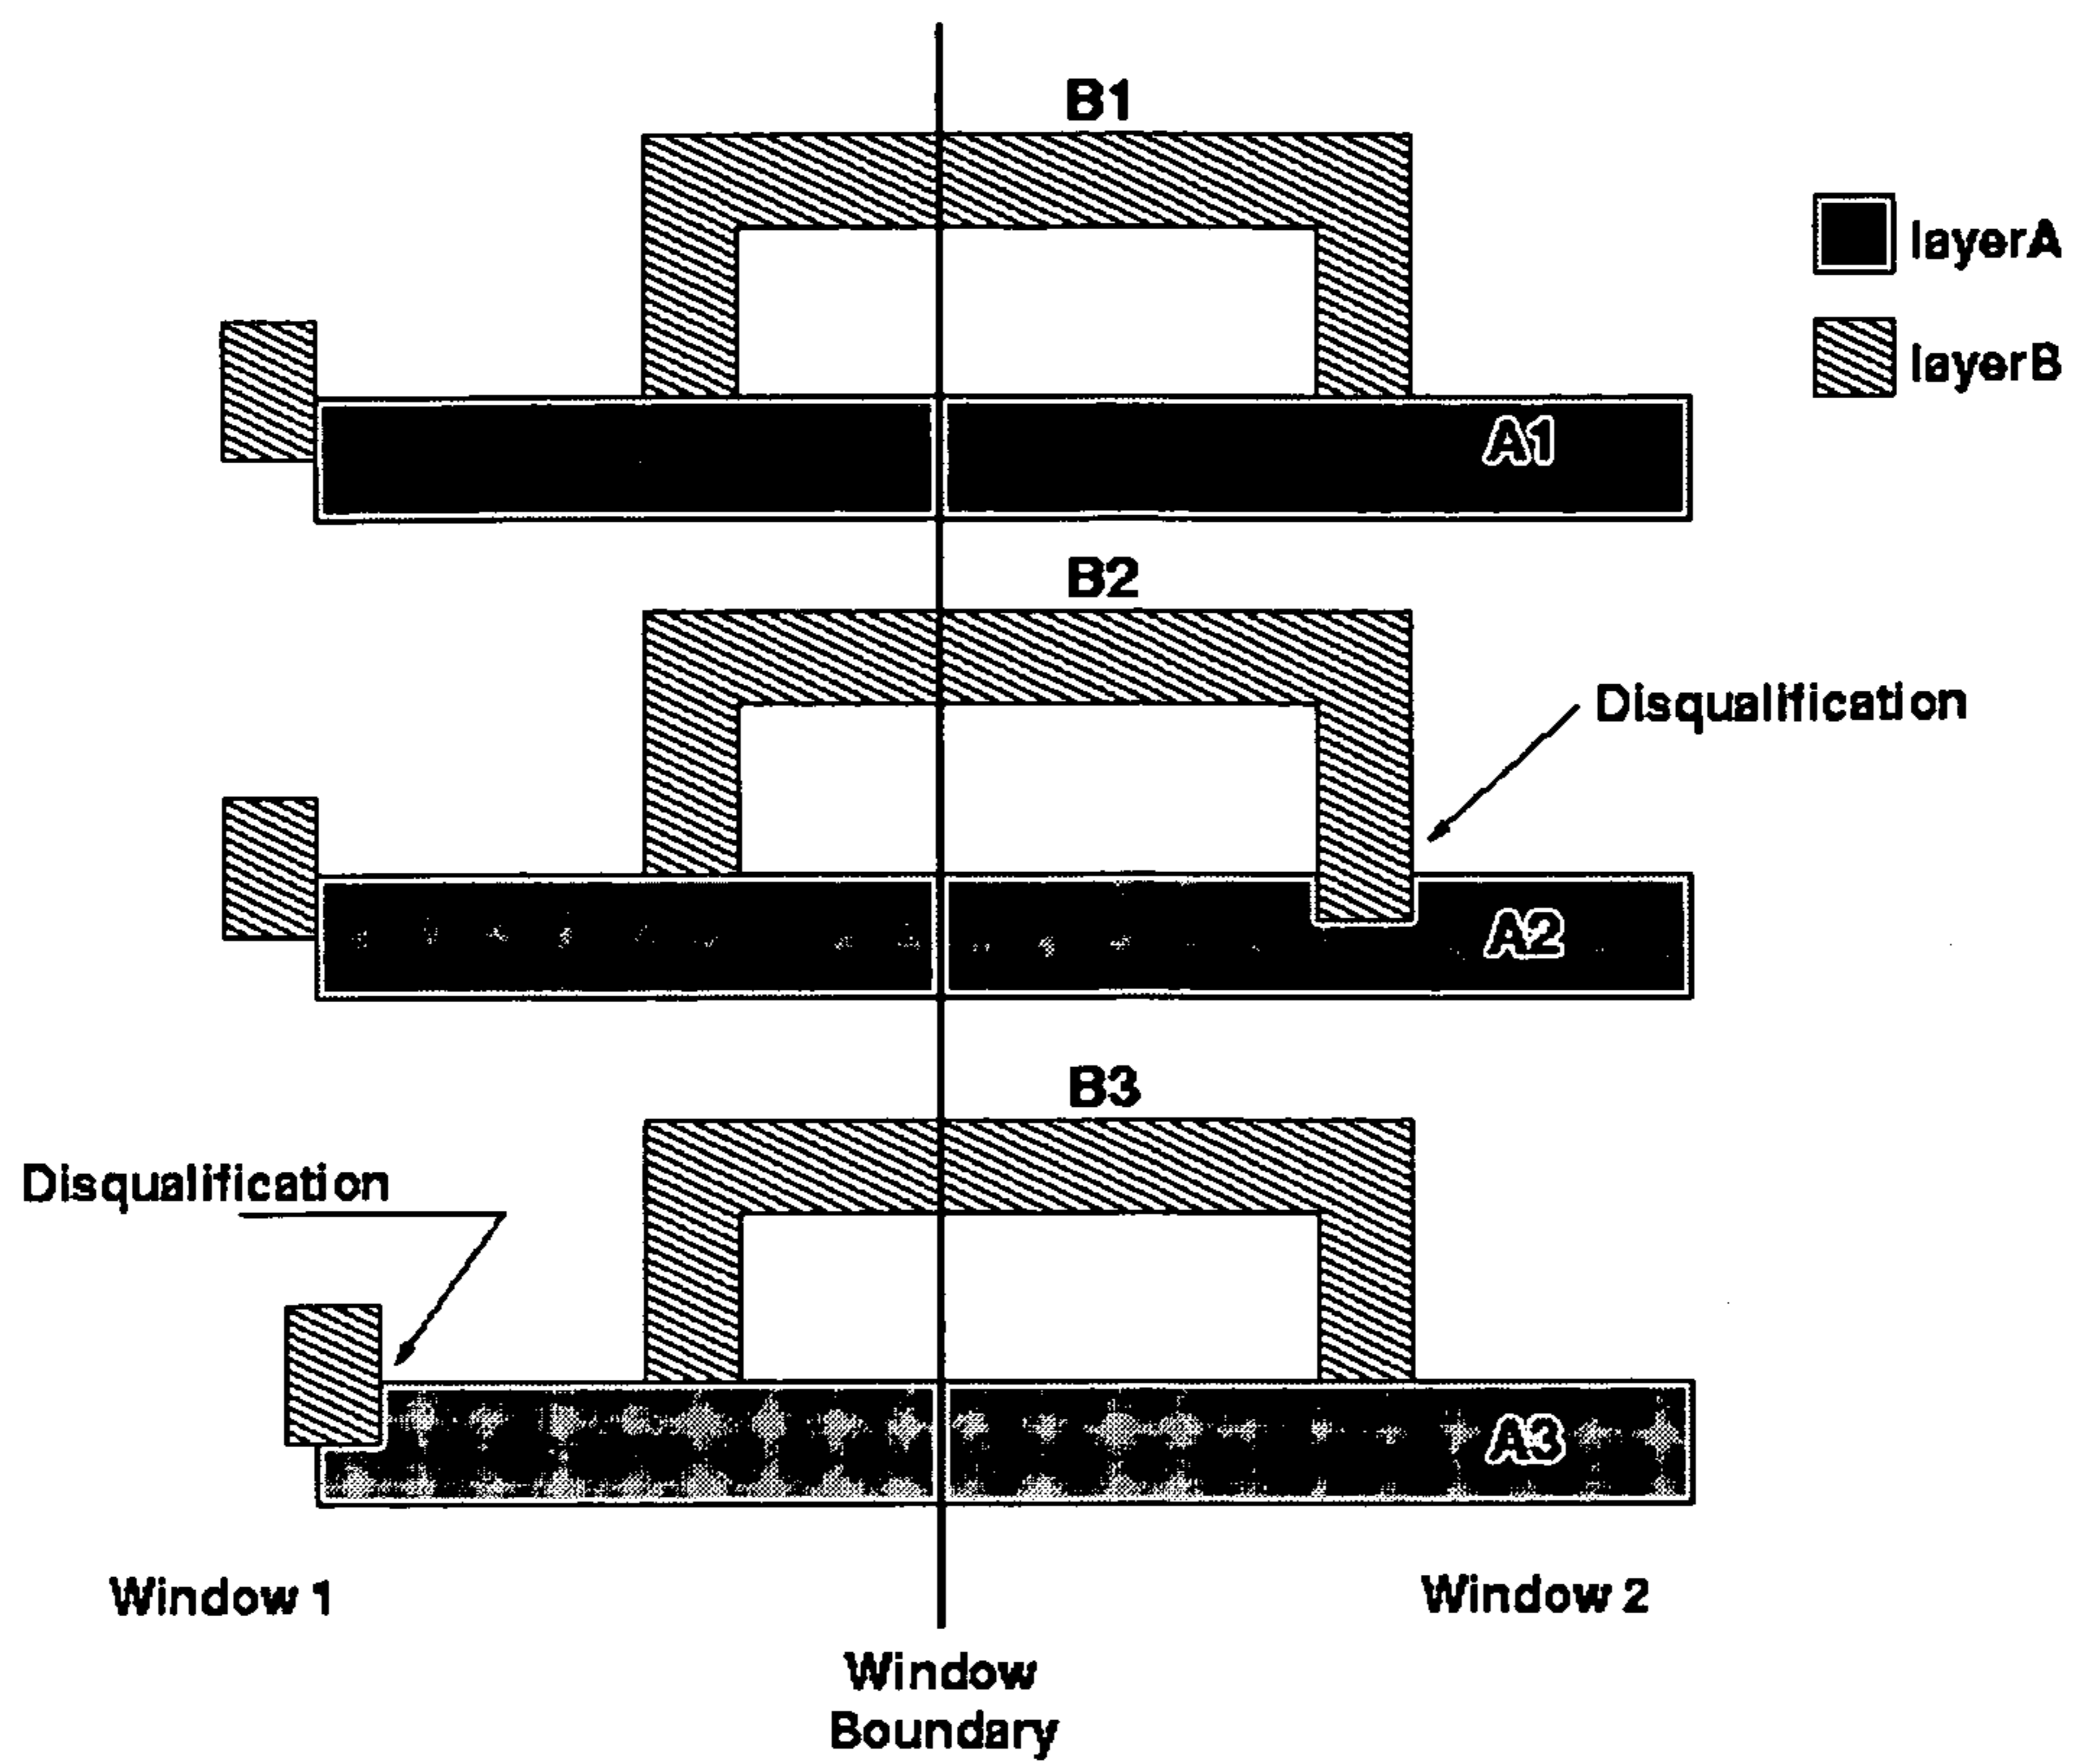 B1
layerA
layerB
A1
B2
Disqualification
A2
B3
Disqualification
A3
Window 1
Window 2
Window
Boundary